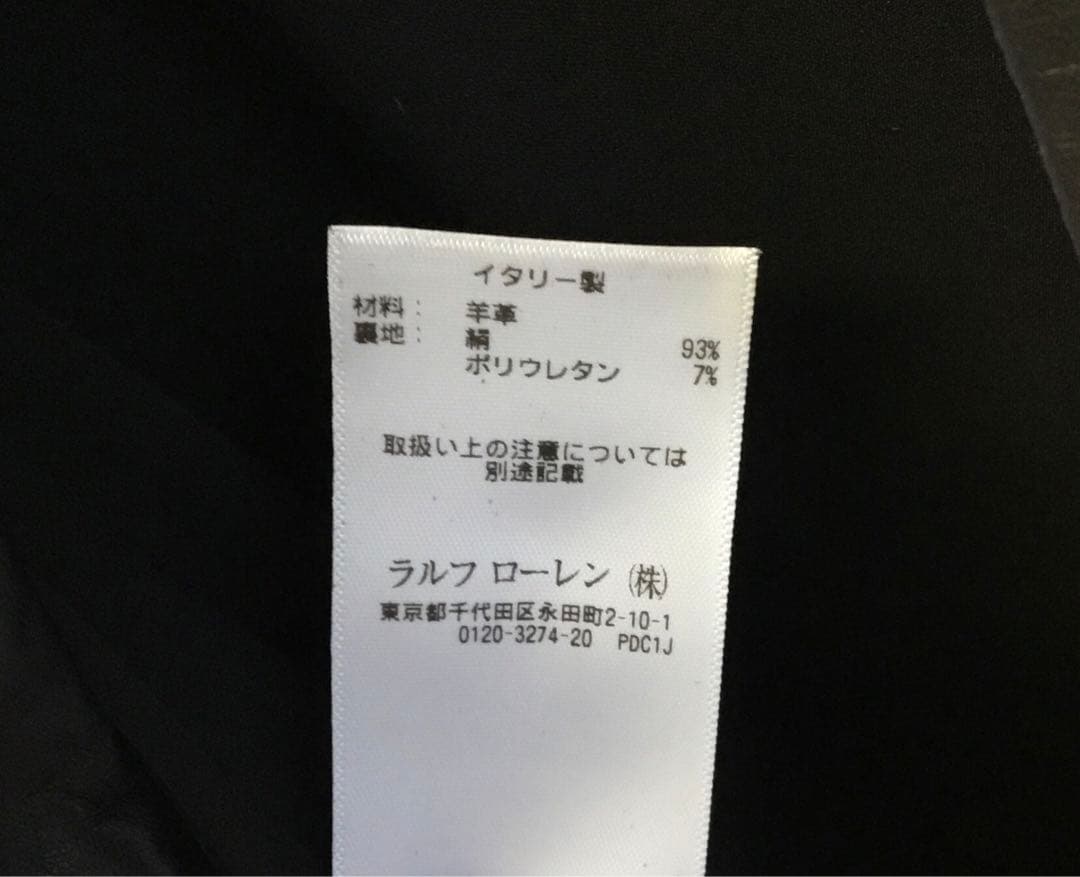 イタリー製
材料： 羊革
裏地： 絹 93%
ポリウレタン 7%
取扱い上の注意については
別途記載
ラルフ ローレン ㈱
東京都千代田区永田町2-10-1
0120-3274-20 PDC1J